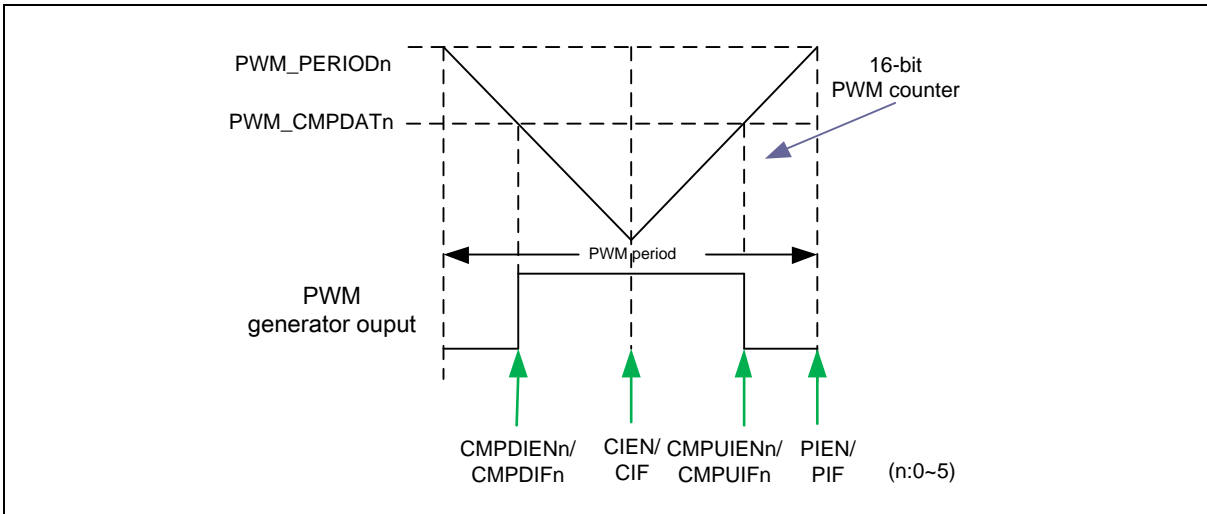 PWM_PERIODn
16-bit
PWM counter
PWM_CMPDATn
PWM period
PWM
generator ouput
CMPDIENn/
CMPDIFn
CIEN/
CIF
CMPUIENn/
CMPUIFn
PIEN/
PIF
(n:0~5)